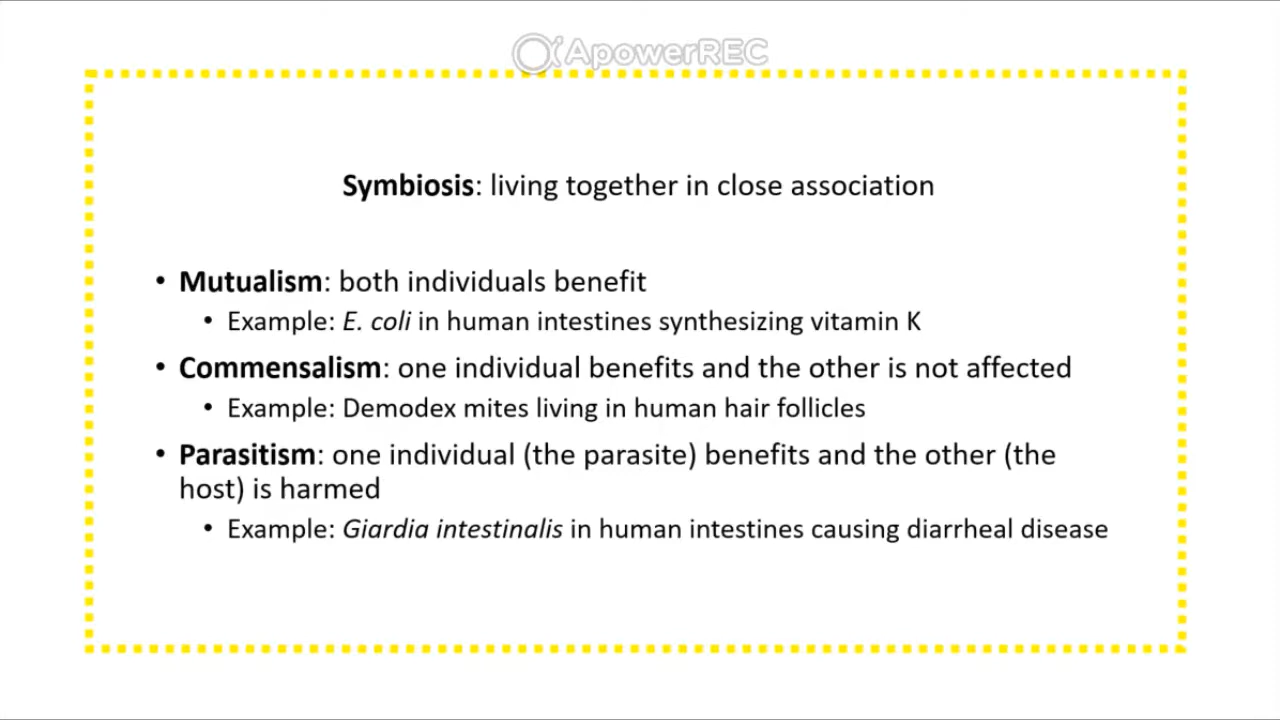 ApowerREC
Symbiosis: living together in close association
• Mutualism: both individuals benefit
• Example: E. coli in human intestines synthesizing vitamin K
• Commensalism: one individual benefits and the other is not affected
• Example: Demodex mites living in human hair follicles
• Parasitism: one individual (the parasite) benefits and the other (the
host) is harmed
• Example: Giardia intestinalis in human intestines causing diarrheal disease